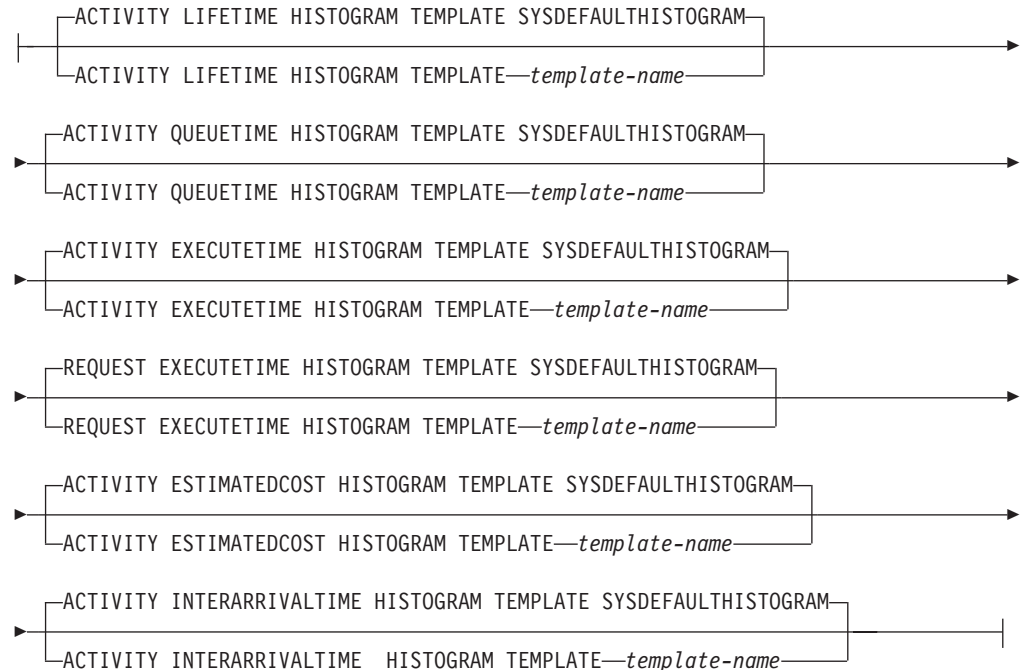 ACTIVITY LIFETIME HISTOGRAM TEMPLATE SYSDEFAULTHISTOGRAM
ACTIVITY LIFETIME HISTOGRAM TEMPLATE template-name
ACTIVITY QUEUETIME HISTOGRAM TEMPLATE SYSDEFAULTHISTOGRAM
ACTIVITY QUEUETIME HISTOGRAM TEMPLATE template-name
ACTIVITY EXECUTETIME HISTOGRAM TEMPLATE SYSDEFAULTHISTOGRAM
ACTIVITY EXECUTETIME HISTOGRAM TEMPLATE template-name
REQUEST EXECUTETIME HISTOGRAM TEMPLATE SYSDEFAULTHISTOGRAM
REQUEST EXECUTETIME HISTOGRAM TEMPLATE template-name
ACTIVITY ESTIMATEDCOST HISTOGRAM TEMPLATE SYSDEFAULTHISTOGRAM
ACTIVITY ESTIMATEDCOST HISTOGRAM TEMPLATE template-name
ACTIVITY INTERARRIVALTIME HISTOGRAM TEMPLATE SYSDEFAULTHISTOGRAM
ACTIVITY INTERARRIVALTIME HISTOGRAM TEMPLATE template-name